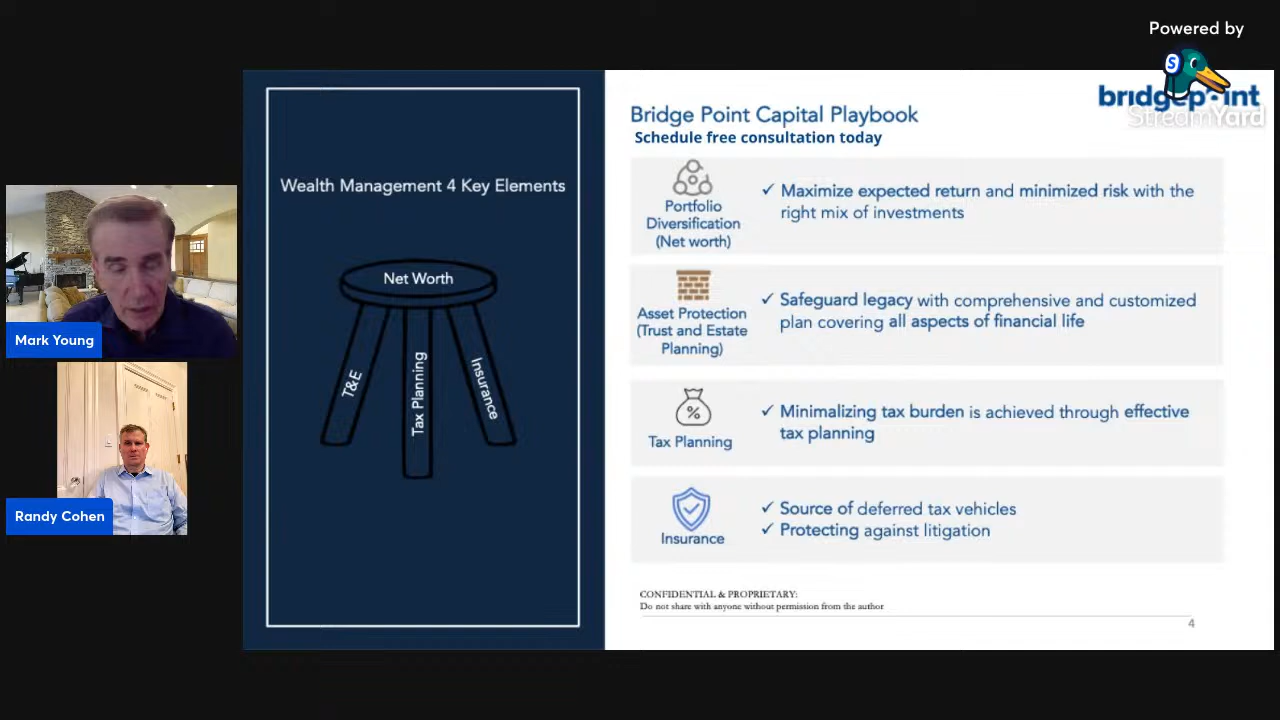 Powered by
StreamYard
bridgepoint
Mark Young
Randy Cohen
Wealth Management 4 Key Elements
Net Worth
T&E
Tax Planning
Insurance
Bridge Point Capital Playbook
Schedule free consultation today
Portfolio
Diversification
(Net worth)
✓ Maximize expected return and minimized risk with the
right mix of investments
Asset Protection
(Trust and Estate
Planning)
✓ Safeguard legacy with comprehensive and customized
plan covering all aspects of financial life
%
Tax Planning
✓ Minimalizing tax burden is achieved through effective
tax planning
Insurance
✓ Source of deferred tax vehicles
✓ Protecting against litigation
CONFIDENTIAL & PROPRIETARY:
Do not share with anyone without permission from the author
4